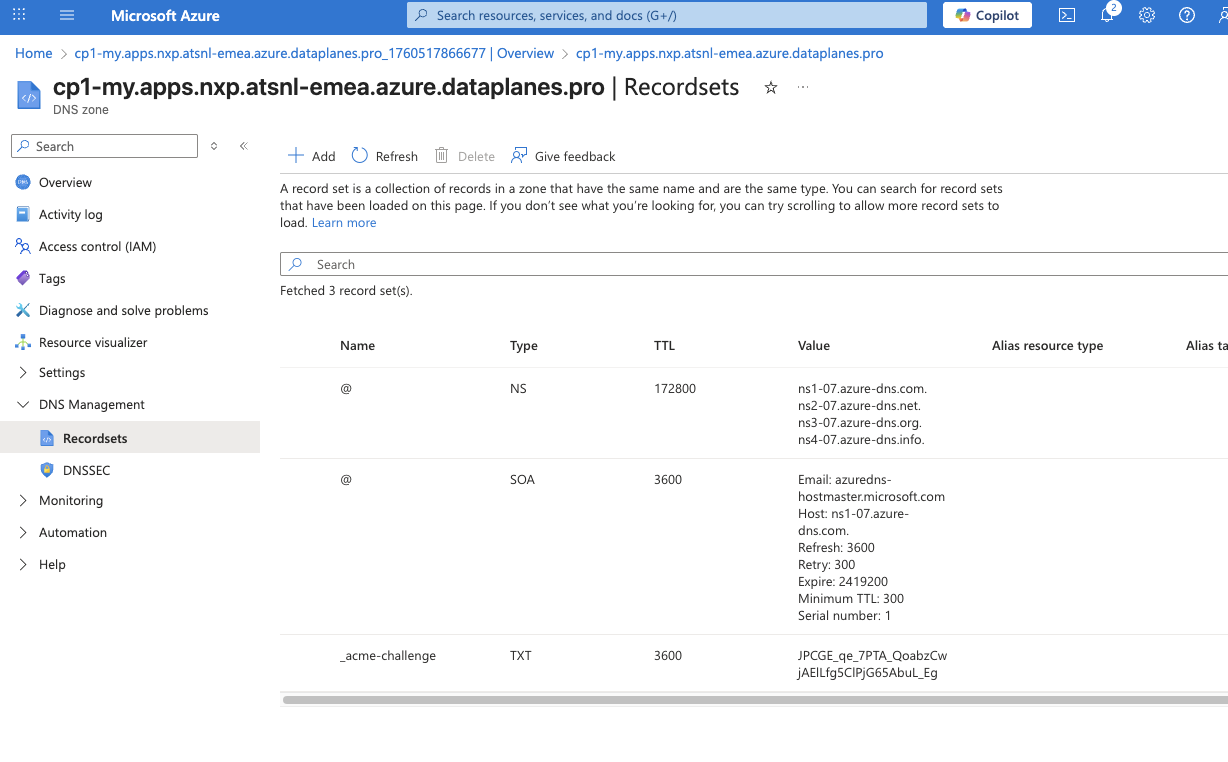 Microsoft Azure
Search resources, services, and docs (G+/)
Copilot
2
Home > cp1-my.apps.nxp.atsnl-emea.azure.dataplanes.pro_1760517866677 | Overview > cp1-my.apps.nxp.atsnl-emea.azure.dataplanes.pro
cp1-my.apps.nxp.atsnl-emea.azure.dataplanes.pro | Recordsets
DNS zone
Search
Overview
Activity log
Access control (IAM)
Tags
Diagnose and solve problems
Resource visualizer
Settings
DNS Management
Recordsets
DNSSEC
Monitoring
Automation
Help
Add Refresh Delete Give feedback
A record set is a collection of records in a zone that have the same name and are the same type. You can search for record sets
that have been loaded on this page. If you don't see what you're looking for, you can try scrolling to allow more record sets to
load. Learn more
Search
Fetched 3 record set(s).
Name Type TTL Value Alias resource type Alias ta
@ NS 172800 ns1-07.azure-dns.com.
ns2-07.azure-dns.net.
ns3-07.azure-dns.org.
ns4-07.azure-dns.info.
@ SOA 3600 Email: azuredns-
hostmaster.microsoft.com
Host: ns1-07.azure-
dns.com.
Refresh: 3600
Retry: 300
Expire: 2419200
Minimum TTL: 300
Serial number: 1
_acme-challenge TXT 3600 JPCGE_qe_7PTA_QoabzCw
jAElLfg5ClPjG65AbuL_Eg